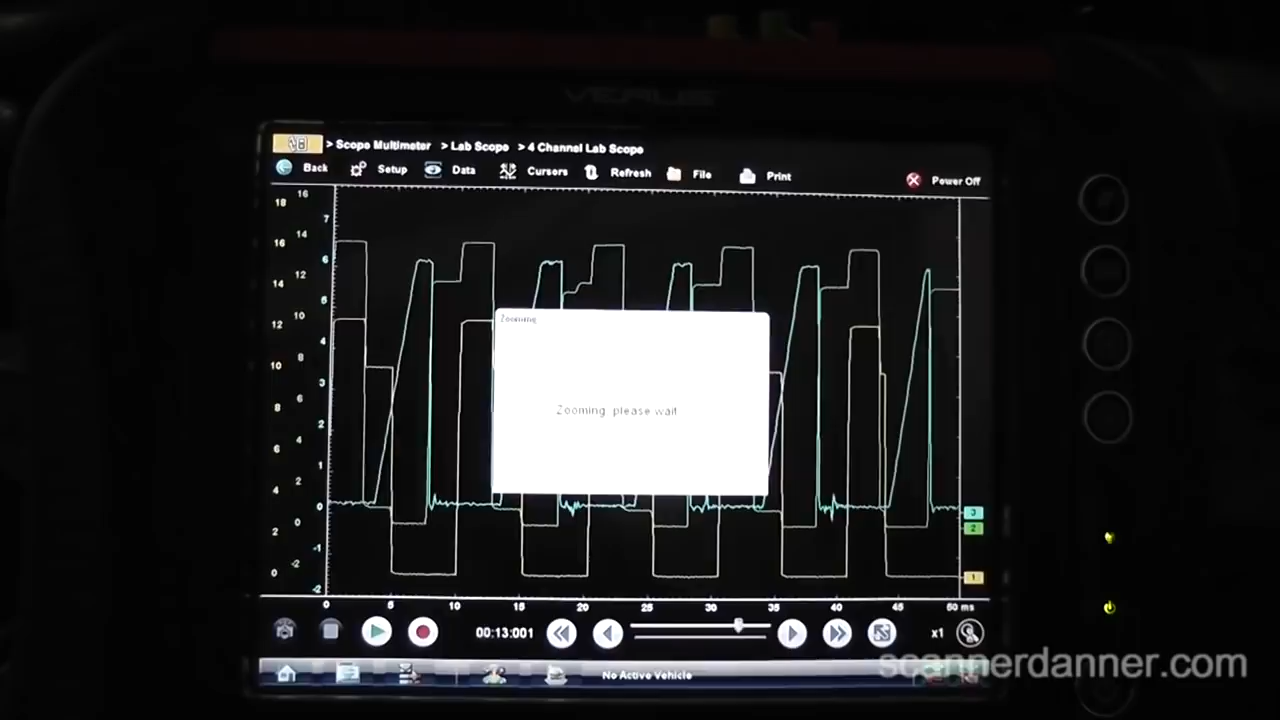 VERUS
> Scope Multimeter > Lab Scope > 4 Channel Lab Scope
Back Setup Data Cursors Refresh File Print Power Off
18 16
7
16 14
6
14 12
5
12 10
4
10 8
3
8 6
2
6 4
1
4 2
0
2 0
-1
0 -2
-2
Zooming
Zooming please wait
3
2
1
0 5 10 15 20 25 30 35 40 45 50 ms
00:13:001 x1
No Active Vehicle
scannerdanner.com